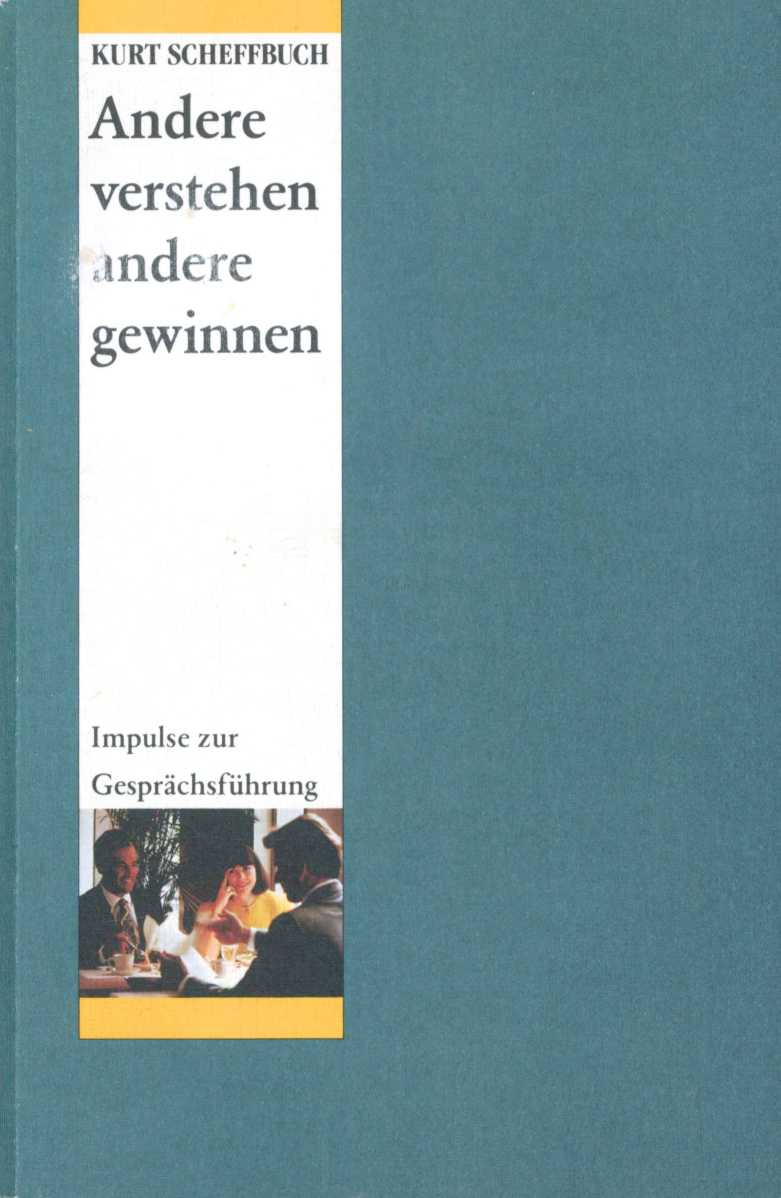 KURT SCHEFFBUCH
Andere
verstehen
andere
gewinnen
Impulse zur
Gesprächsführung